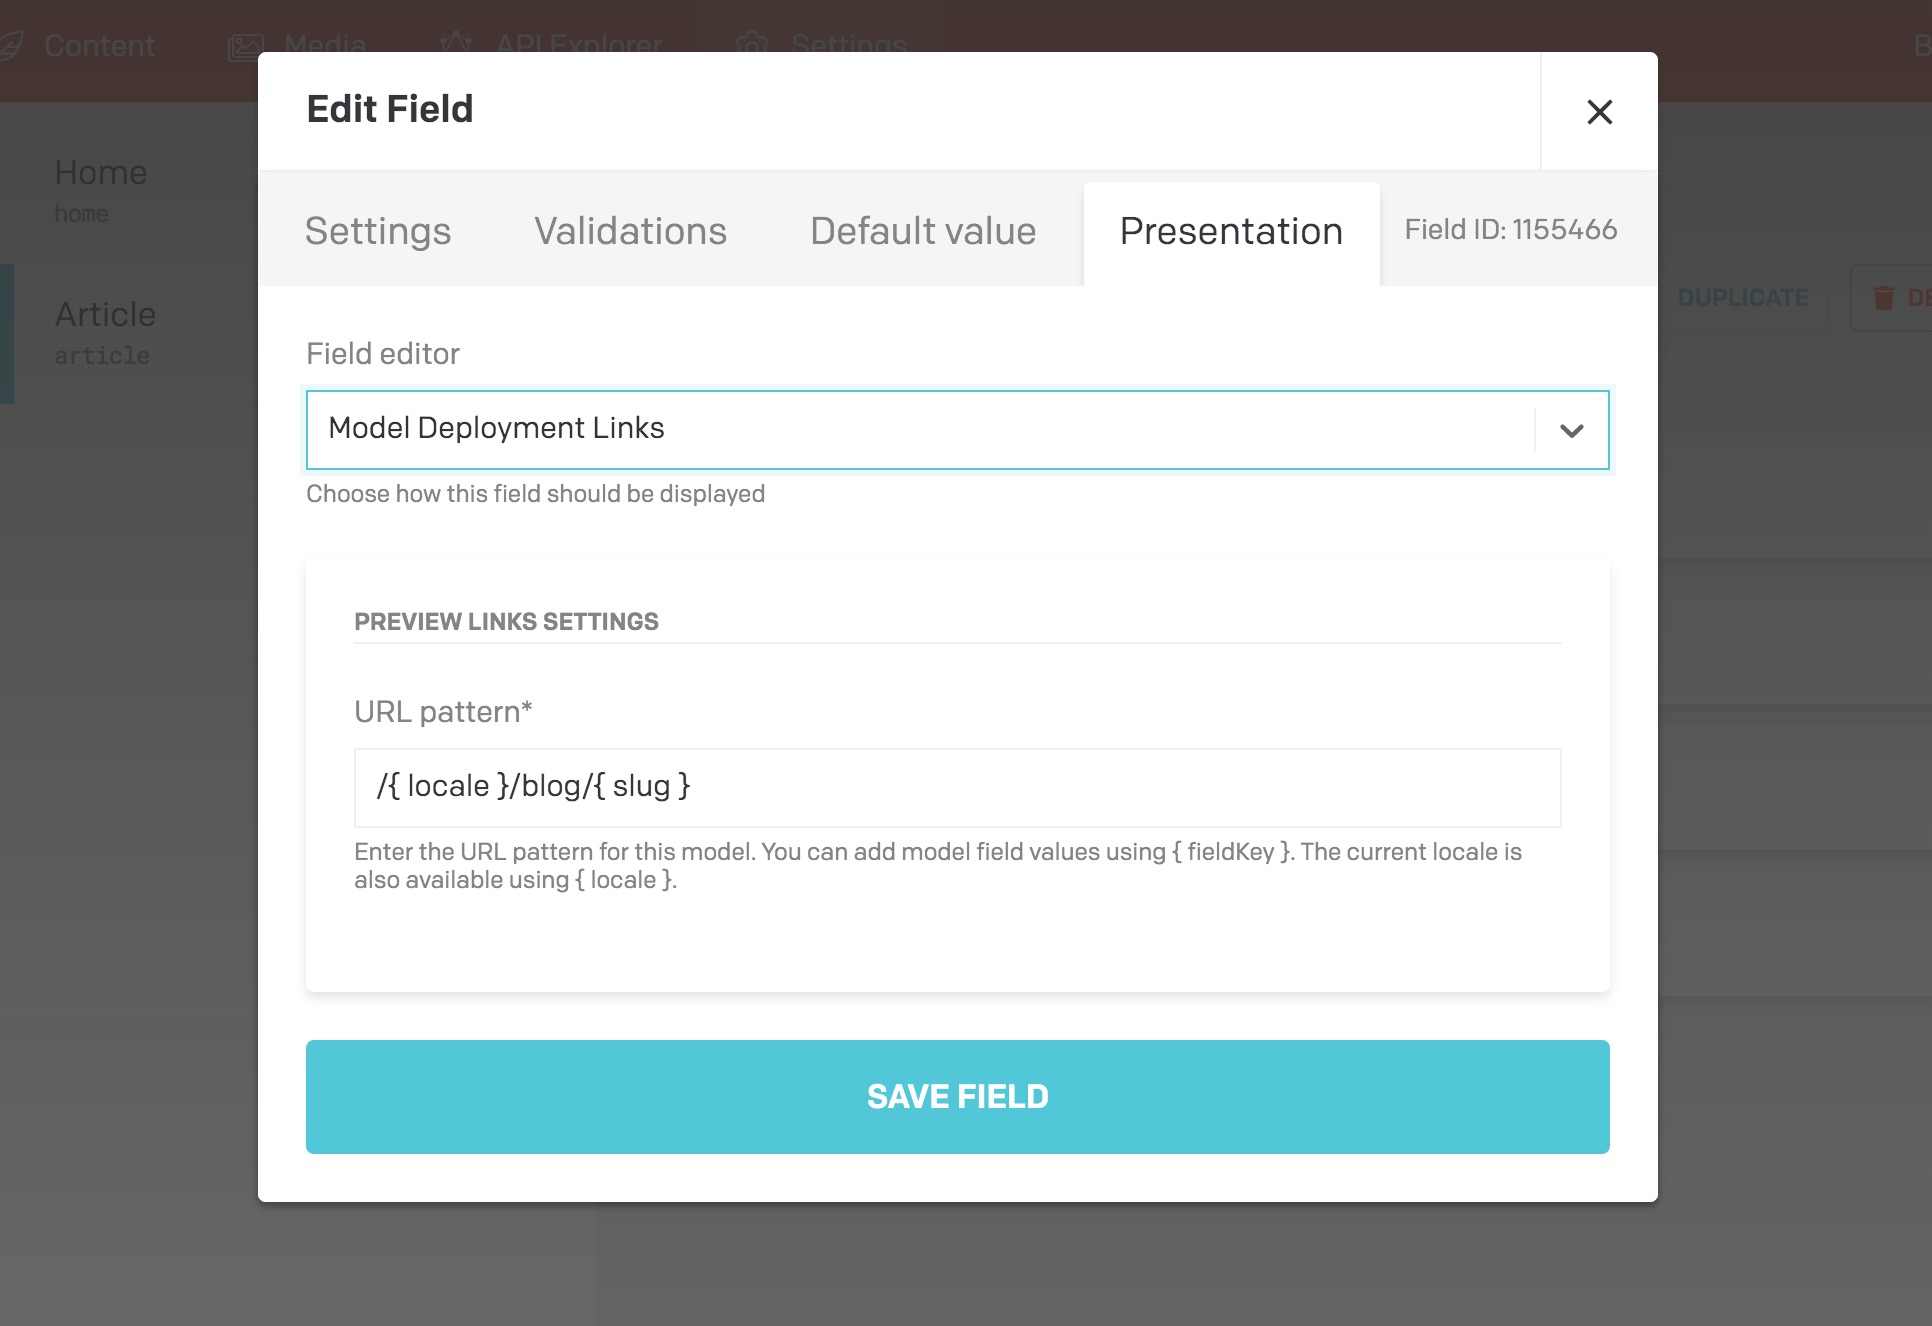 Content
Media
API Explorer
Settings
B
Edit Field
Home
home
Article
article
Settings
Validations
Default value
Presentation
Field ID: 1155466
DUPLICATE
DE
Field editor
Model Deployment Links
Choose how this field should be displayed
PREVIEW LINKS SETTINGS
URL pattern*
/{ locale }/blog/{ slug }
Enter the URL pattern for this model. You can add model field values using { fieldKey }. The current locale is
also available using { locale }.
SAVE FIELD